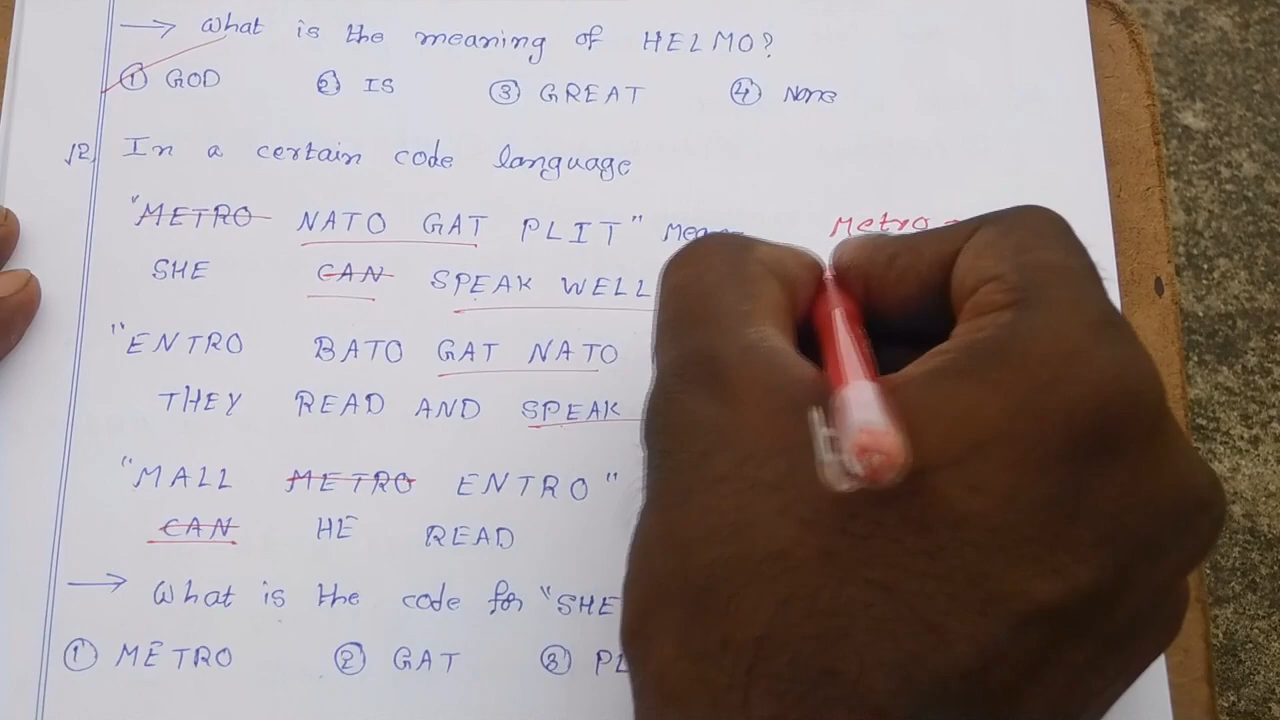 → What is the meaning of HELMO?
① GOD ② IS ③ GREAT ④ None
12) In a certain code language
"METRO NATO GAT PLIT" Metro -
SHE CAN SPEAK WELL
"ENTRO BATO GAT NATO
THEY READ AND SPEAK
"MALL METRO ENTRO"
CAN HE READ
→ What is the code for "SHE
① METRO ② GAT ③